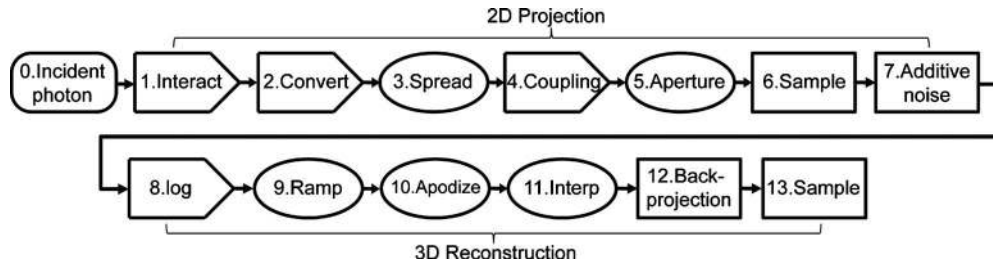 2D Projection
0.Incident
photon
1.Interact
2.Convert
3.Spread
4.Coupling
5.Aperture
6.Sample
7.Additive
noise
8.log
9.Ramp
10.Apodize
11.Interp
12.Back-
projection
13.Sample
3D Reconstruction